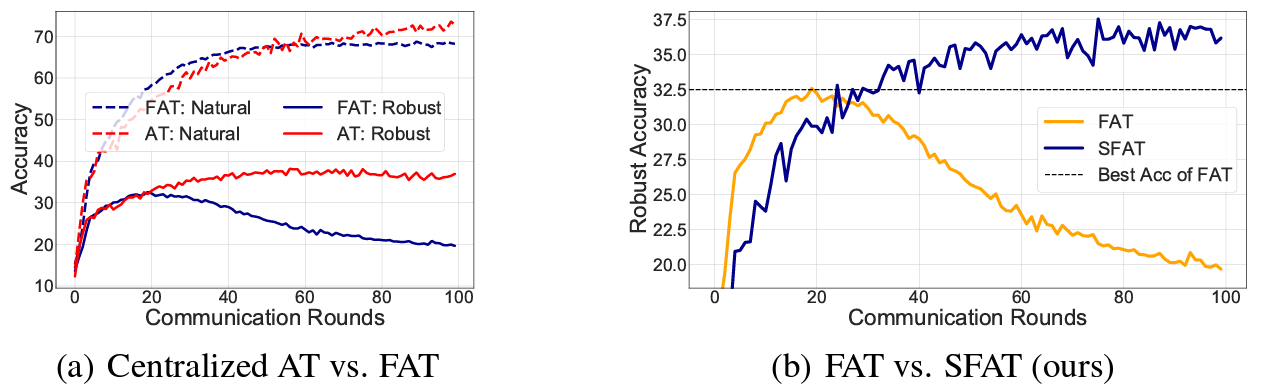 Accuracy
70
60
50
40
30
20
10
FAT: Natural
AT: Natural
FAT: Robust
AT: Robust
0
20
40
60
80
100
Communication Rounds
(a) Centralized AT vs. FAT
Robust Accuracy
37.5
35.0
32.5
30.0
27.5
25.0
22.5
20.0
FAT
SFAT
Best Acc of FAT
0
20
40
60
80
100
Communication Rounds
(b) FAT vs. SFAT (ours)